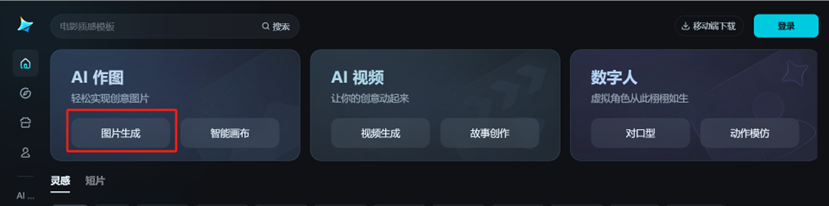 电影质感模板
搜索
移动端下载
登录
AI 作图
轻松实现创意图片
图片生成
智能画布
AI 视频
让你的创意动起来
视频生成
故事创作
数字人
虚拟角色从此栩栩如生
对口型
动作模仿
灵感
短片
AI ...